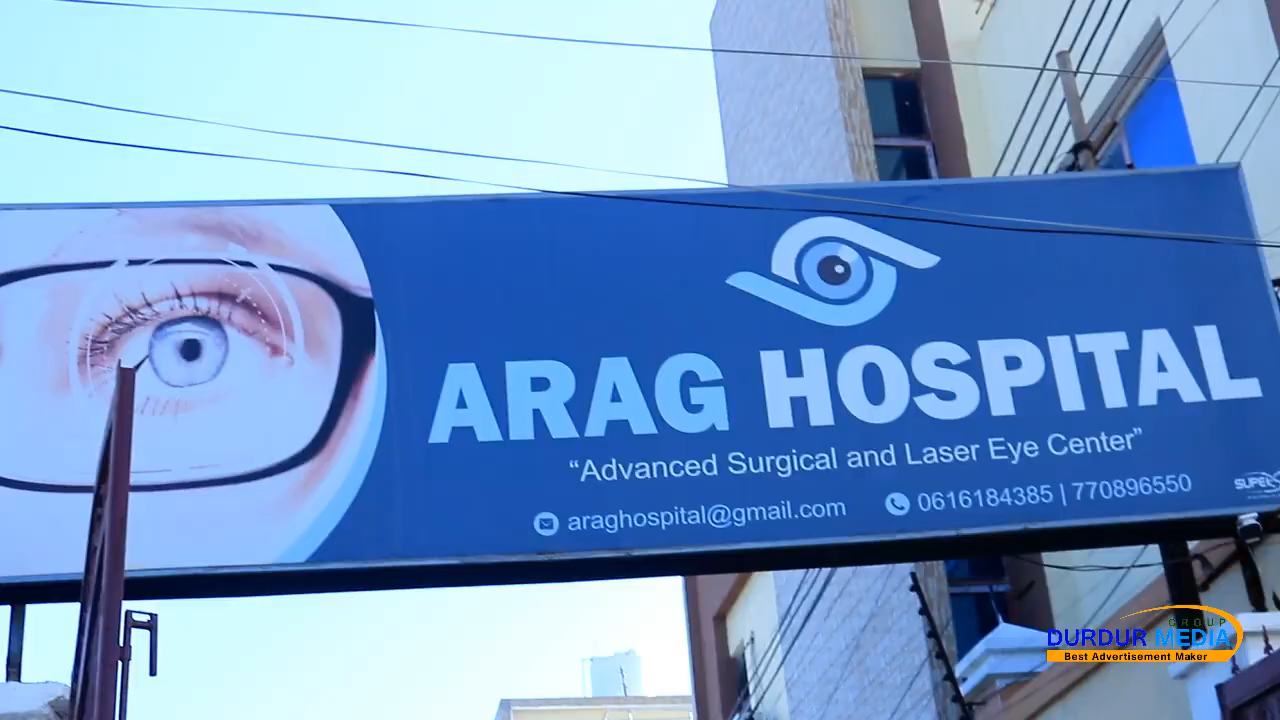 ARAG HOSPITAL
“Advanced Surgical and Laser Eye Center”
araghospital@gmail.com 0616184385 | 770896550
GROUP
DURDUR MEDIA
Best Advertisement Maker